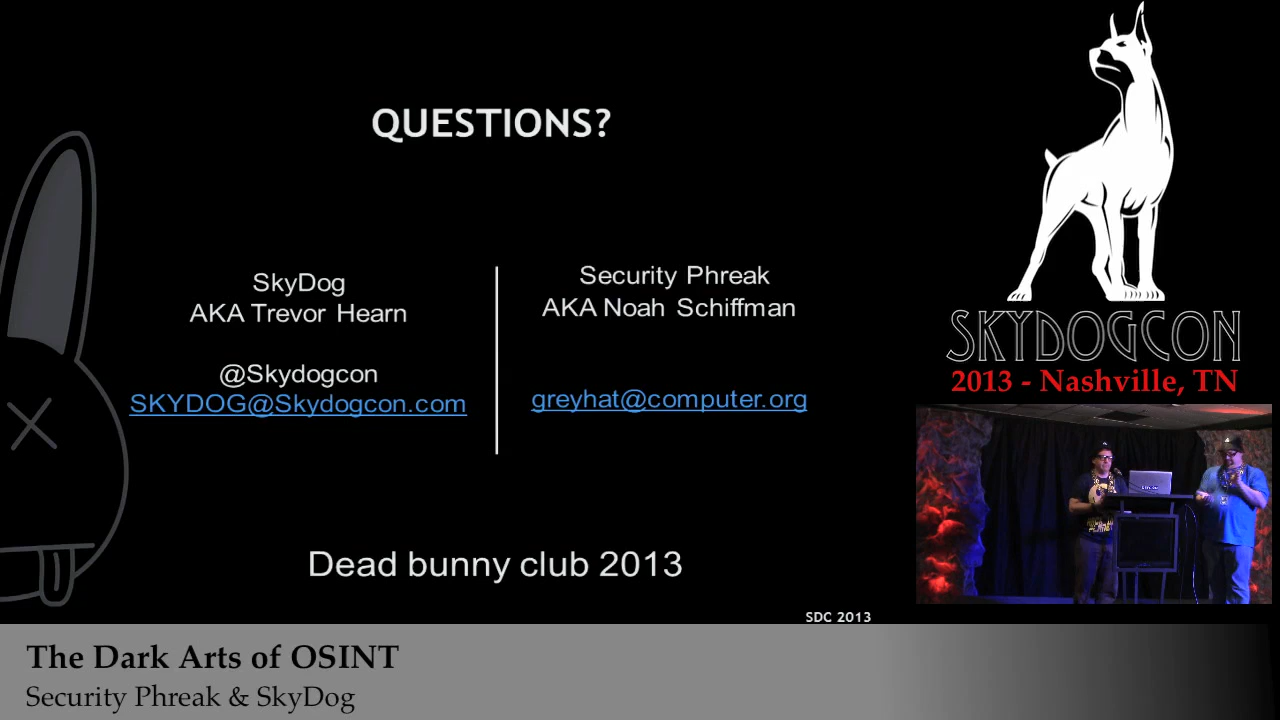 QUESTIONS?
SkyDog
AKA Trevor Hearn
@Skydogcon
SKYDOG@Skydogcon.com
Security Phreak
AKA Noah Schiffman
greyhat@computer.org
Dead bunny club 2013
SDC 2013
SKYDOGCON
2013 - Nashville, TN
The Dark Arts of OSINT
Security Phreak & SkyDog